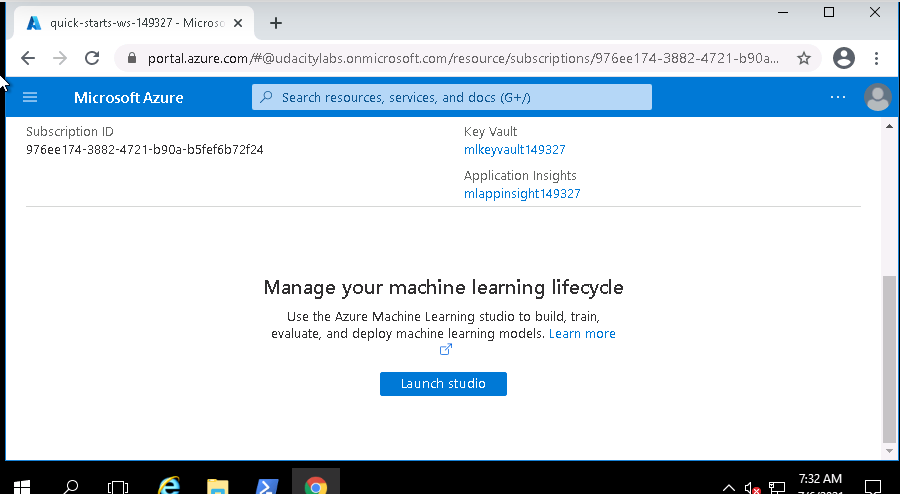 quick-starts-ws-149327 - Microso
portal.azure.com/#@udacitylabs.onmicrosoft.com/resource/subscriptions/976ee174-3882-4721-b90a...
Microsoft Azure
Search resources, services, and docs (G+/)
Subscription ID
976ee174-3882-4721-b90a-b5fef6b72f24
Key Vault
mlkeyvault149327
Application Insights
mlappinsight149327
Manage your machine learning lifecycle
Use the Azure Machine Learning studio to build, train,
evaluate, and deploy machine learning models. Learn more
Launch studio
7:32 AM